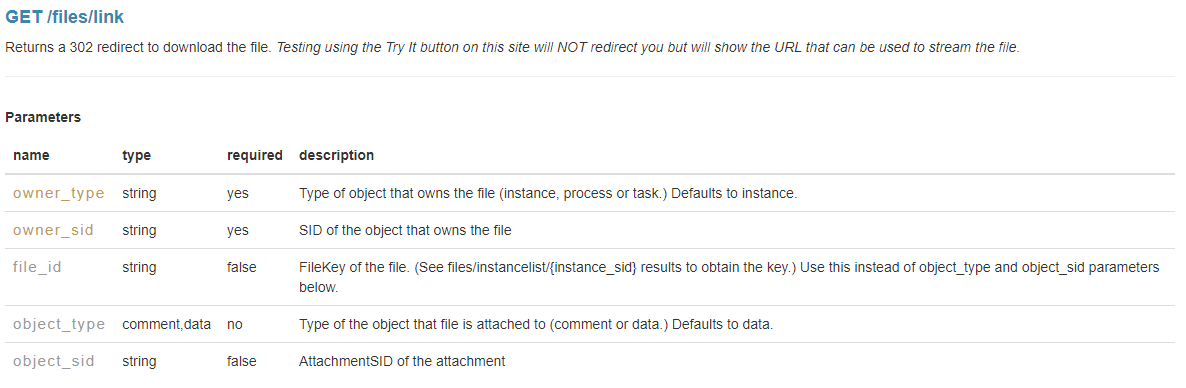 GET /files/link
Returns a 302 redirect to download the file. Testing using the Try It button on this site will NOT redirect you but will show the URL that can be used to stream the file.
Parameters
name type required description
owner_type string yes Type of object that owns the file (instance, process or task.) Defaults to instance.
owner_sid string yes SID of the object that owns the file
file_id string false FileKey of the file. (See files/instancelist/{instance_sid} results to obtain the key.) Use this instead of object_type and object_sid parameters
below.
object_type comment,data no Type of the object that file is attached to (comment or data.) Defaults to data.
object_sid string false AttachmentSID of the attachment